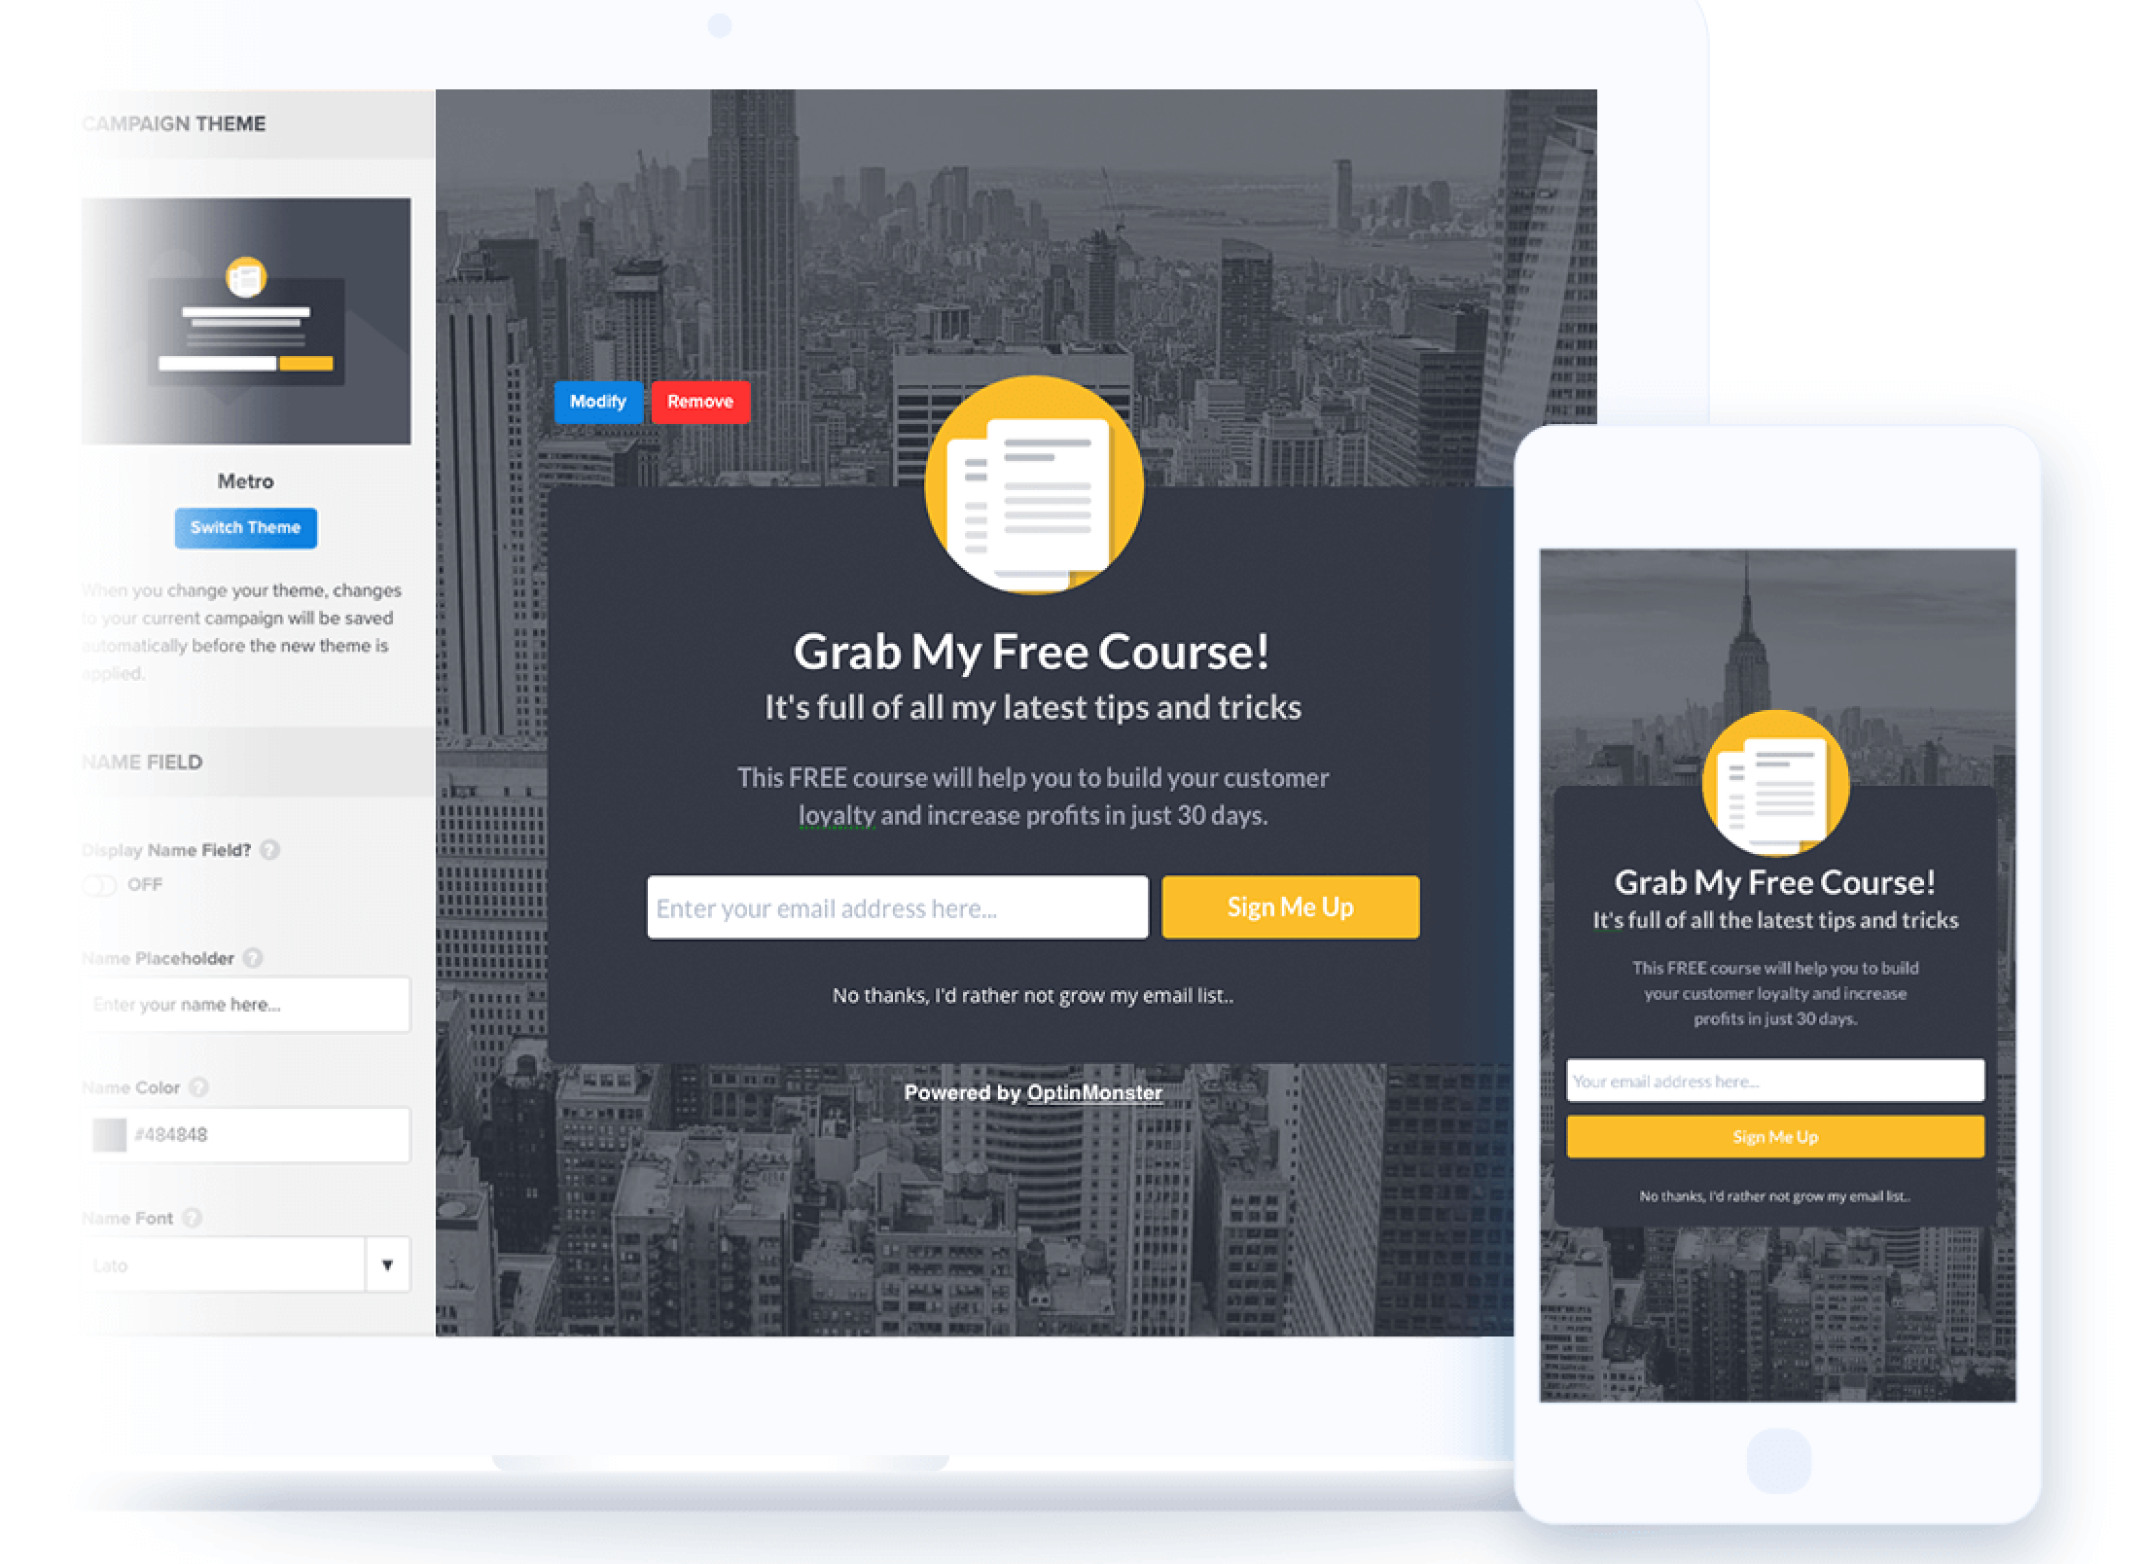 CAMPAIGN THEME
Metro
Switch Theme
When you change your theme, changes
to your current campaign will be saved
automatically before the new theme is
applied.
NAME FIELD
Display Name Field?
OFF
Name Placeholder
Enter your name here...
Name Color
#484848
Name Font
Lato
Modify
Remove
Grab My Free Course!
It's full of all my latest tips and tricks
This FREE course will help you to build your customer
loyalty and increase profits in just 30 days.
Enter your email address here...
Sign Me Up
No thanks, I'd rather not grow my email list..
Powered by OptinMonster
Grab My Free Course!
It's full of all the latest tips and tricks
This FREE course will help you to build
your customer loyalty and increase
profits in just 30 days.
Your email address here...
Sign Me Up
No thanks, I'd rather not grow my email list..